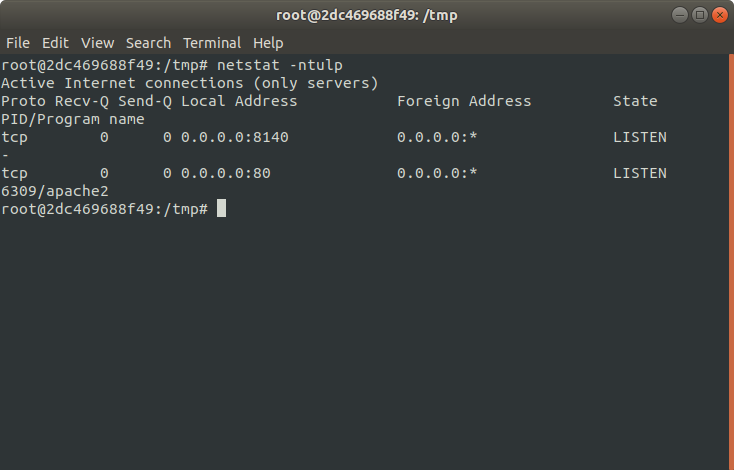 root@2dc469688f49: /tmp
File Edit View Search Terminal Help
root@2dc469688f49:/tmp# netstat -ntulp
Active Internet connections (only servers)
Proto Recv-Q Send-Q Local Address           Foreign Address         State
PID/Program name
tcp        0      0 0.0.0.0:8140            0.0.0.0:*               LISTEN
-
tcp        0      0 0.0.0.0:80              0.0.0.0:*               LISTEN
6309/apache2
root@2dc469688f49:/tmp#